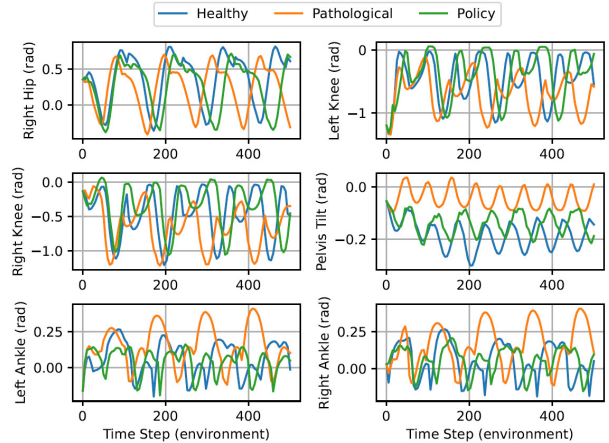 Healthy Pathological Policy
Right Hip (rad)
0.5
0.0
0 200 400
Left Knee (rad)
0
−1
0 200 400
Right Knee (rad)
0.0
−0.5
−1.0
0 200 400
Pelvis Tilt (rad)
0.0
−0.2
0 200 400
Left Ankle (rad)
0.25
0.00
0 200 400
Time Step (environment)
Right Ankle (rad)
0.25
0.00
0 200 400
Time Step (environment)